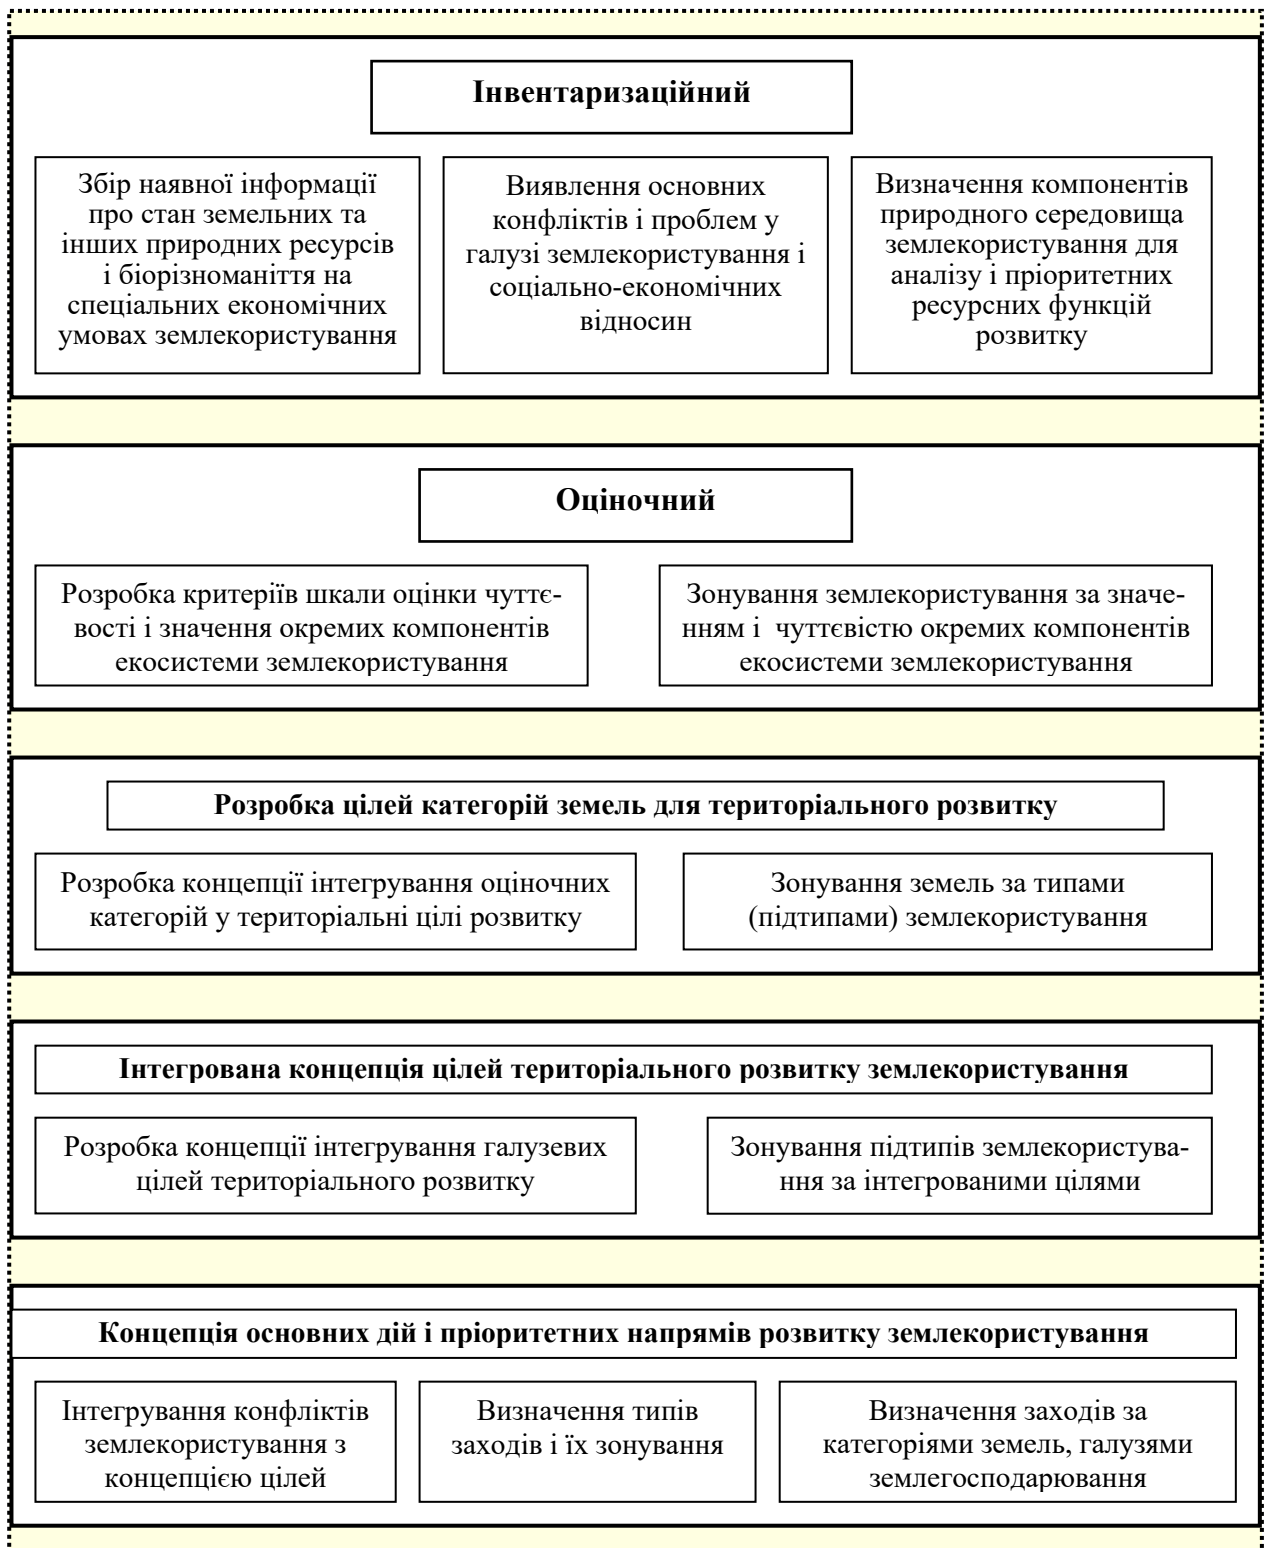 Інвентаризаційний
Збір наявної інформації
про стан земельних та
інших природних ресурсів
і біорізноманіття на
спеціальних економічних
умовах землекористування
Виявлення основних
конфліктів і проблем у
галузі землекористування і
соціально-економічних
відносин
Визначення компонентів
природного середовища
землекористування для
аналізу і пріоритетних
ресурсних функцій
розвитку
Оціночний
Розробка критеріїв шкали оцінки чуттє-
вості і значення окремих компонентів
екосистеми землекористування
Зонування землекористування за значе-
нням і чуттєвістю окремих компонентів
екосистеми землекористування
Розробка цілей категорій земель для територіального розвитку
Розробка концепції інтегрування оціночних
категорій у територіальні цілі розвитку
Зонування земель за типами
(підтипами) землекористування
Інтегрована концепція цілей територіального розвитку землекористування
Розробка концепції інтегрування галузевих
цілей територіального розвитку
Зонування підтипів землекористува-
ння за інтегрованими цілями
Концепція основних дій і пріоритетних напрямів розвитку землекористування
Інтегрування конфліктів
землекористування з
концепцією цілей
Визначення типів
заходів і їх зонування
Визначення заходів за
категоріями земель, галузями
землегосподарювання